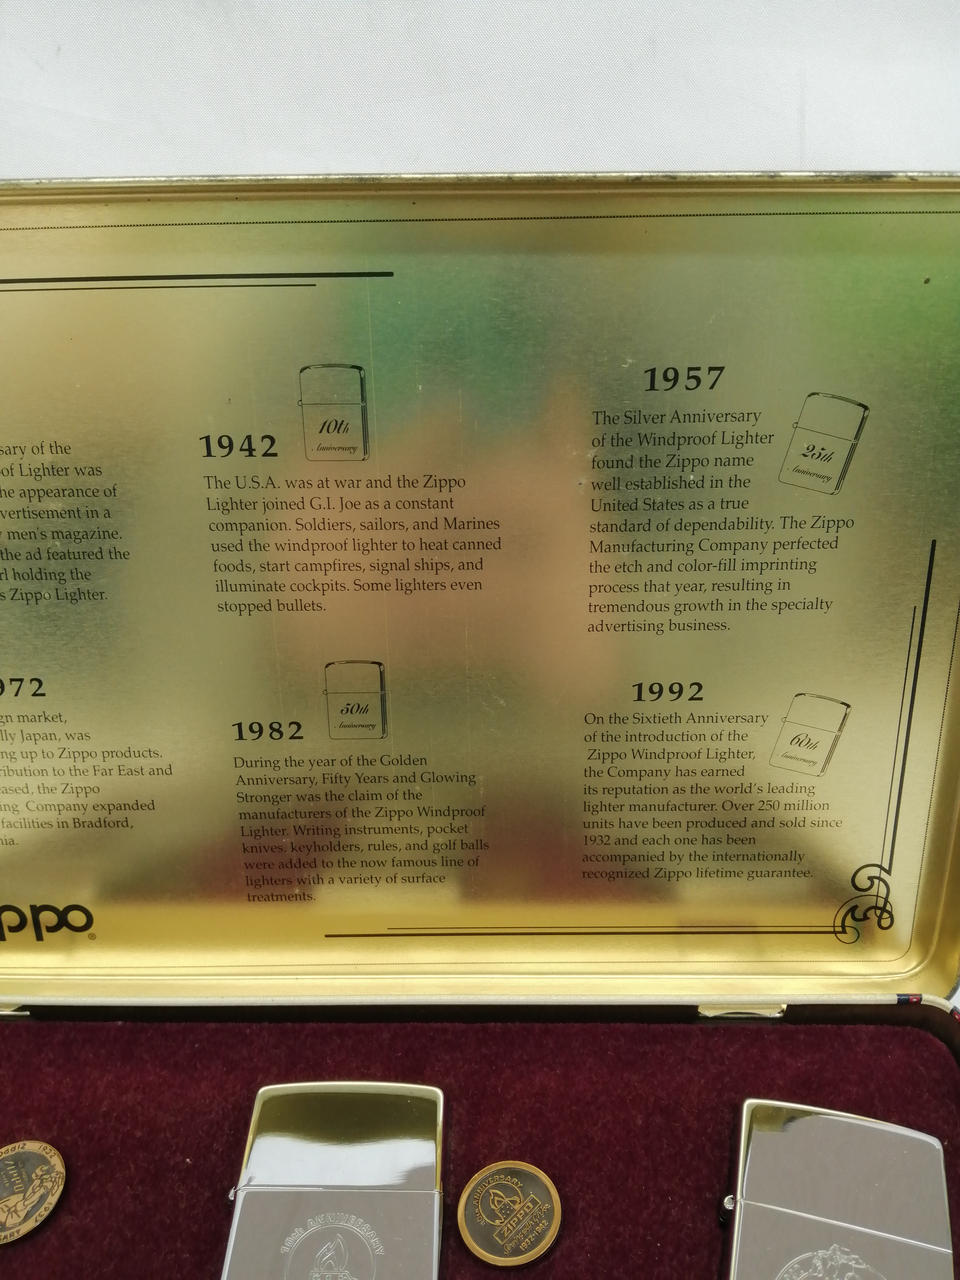 sary of the
of Lighter was
he appearance of
vertisement in a
men's magazine.
the ad featured the
rl holding the
s Zippo Lighter.
1942
10th
Anniversary
The U.S.A. was at war and the Zippo
Lighter joined G.I. Joe as a constant
companion. Soldiers, sailors, and Marines
used the windproof lighter to heat canned
foods, start campfires, signal ships, and
illuminate cockpits. Some lighters even
stopped bullets.
1957
25th
Anniversary
The Silver Anniversary
of the Windproof Lighter
found the Zippo name
well established in the
United States as a true
standard of dependability. The Zippo
Manufacturing Company perfected
the etch and color-fill imprinting
process that year, resulting in
tremendous growth in the specialty
advertising business.
972
gn market,
lly Japan, was
ng up to Zippo products.
ribution to the Far East and
eased, the Zippo
ing Company expanded
facilities in Bradford,
nia.
1982
50th
Anniversary
During the year of the Golden
Anniversary, Fifty Years and Glowing
Stronger was the claim of the
manufacturers of the Zippo Windproof
Lighter. Writing instruments, pocket
knives, keyholders, rules, and golf balls
were added to the now famous line of
lighters with a variety of surface
treatments.
1992
60th
Anniversary
On the Sixtieth Anniversary
of the introduction of the
Zippo Windproof Lighter,
the Company has earned
its reputation as the world's leading
lighter manufacturer. Over 250 million
units have been produced and sold since
1932 and each one has been
accompanied by the internationally
recognized Zippo lifetime guarantee.
ippo®
1932
10th ANNIVERSARY
ANNIVERSARY
ZIPPO
1932-1942